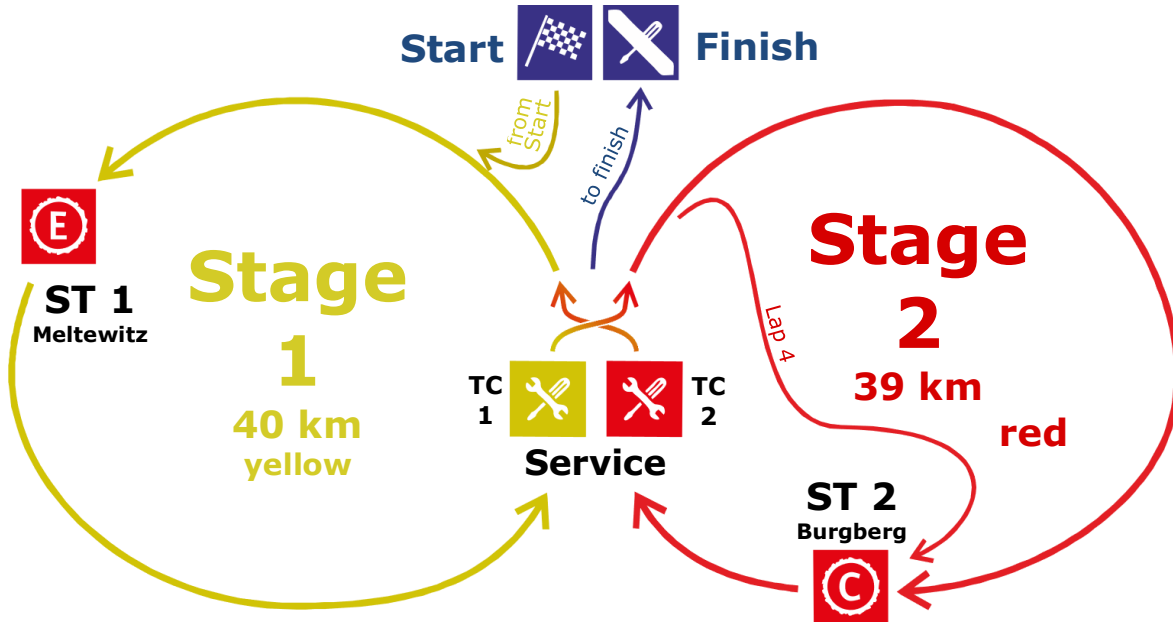 Start
Finish
from
Start
to finish
E
ST 1
Meltewitz
Stage
1
40 km
yellow
Stage
2
39 km
red
Lap 4
TC
1
TC
2
Service
ST 2
Burgberg
C